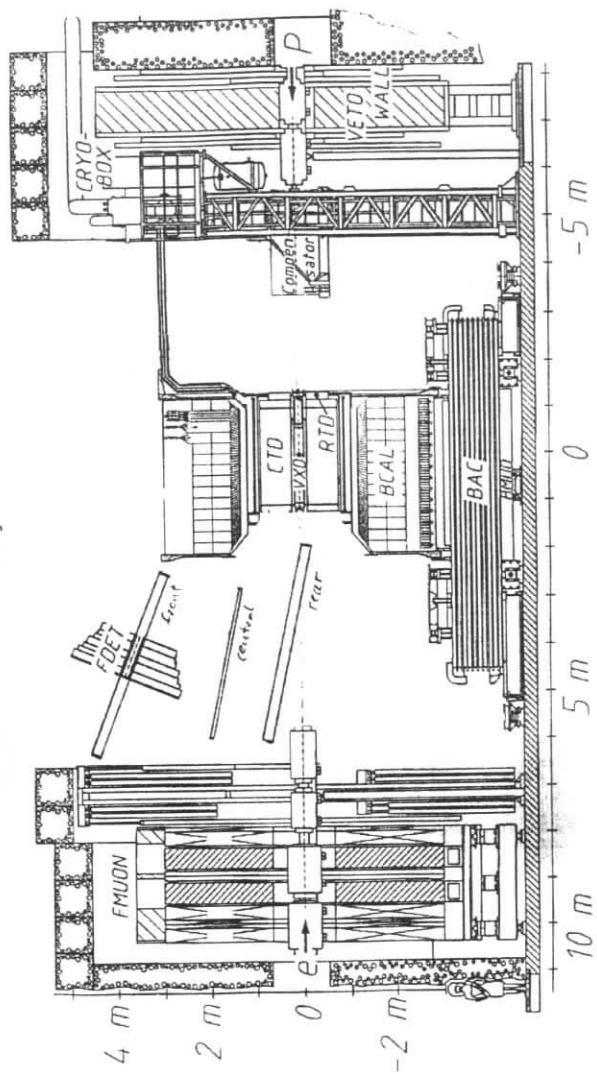 P
VETO
WALL
CRYO-
BOX
Compen
sator
CTD
VXD
RTD
BCAL
BAC
FDET
front
central
rear
FMUON
e
4 m
2 m
0
-2 m
10 m
5 m
0
-5 m